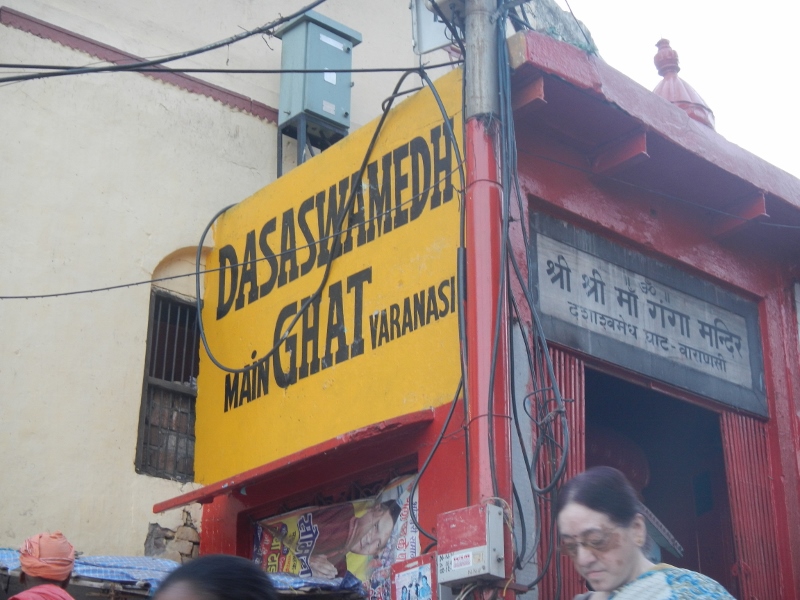 DASASWAMEDH
MAIN GHAT VARANASI
॥ ॐ ॥
श्री श्री माँ गंगा मन्दिर
दशाश्वमेध घाट-वाराणसी